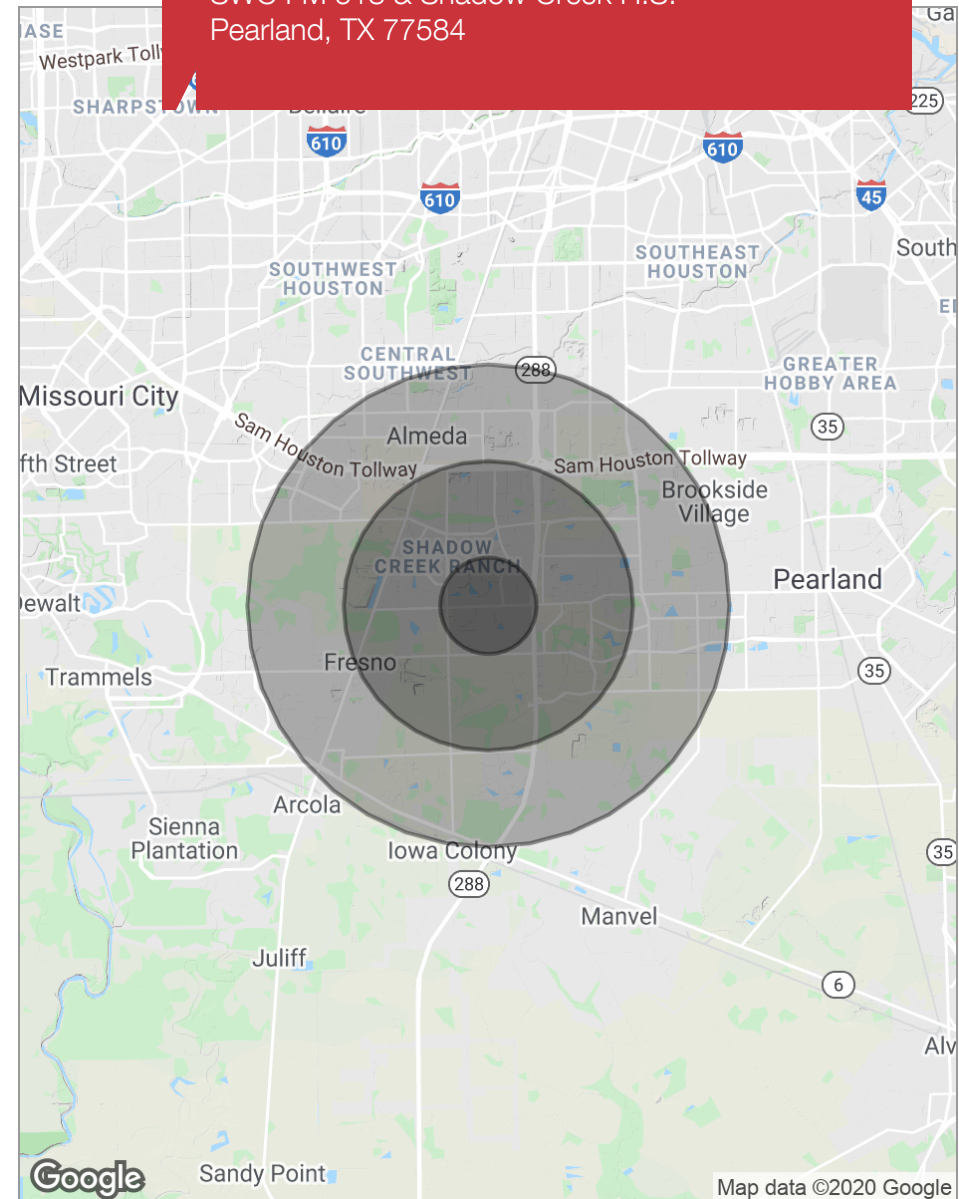 Pearland, TX 77584
Westpark Toll
SHARPSTOWN
225
610
610
610
45
SOUTHWEST
HOUSTON
SOUTHEAST
HOUSTON
South
CENTRAL
SOUTHWEST
288
GREATER
HOBBY AREA
Missouri City
35
Almeda
Sam Houston Tollway
Sam Houston Tollway
fth Street
Brookside
Village
SHADOW
CREEK RANCH
Pearland
Dewalt
Fresno
Trammels
35
Arcola
Sienna
Plantation
Iowa Colony
35
288
Manvel
Juliff
6
Alv
Sandy Point
Google
Map data ©2020 Google